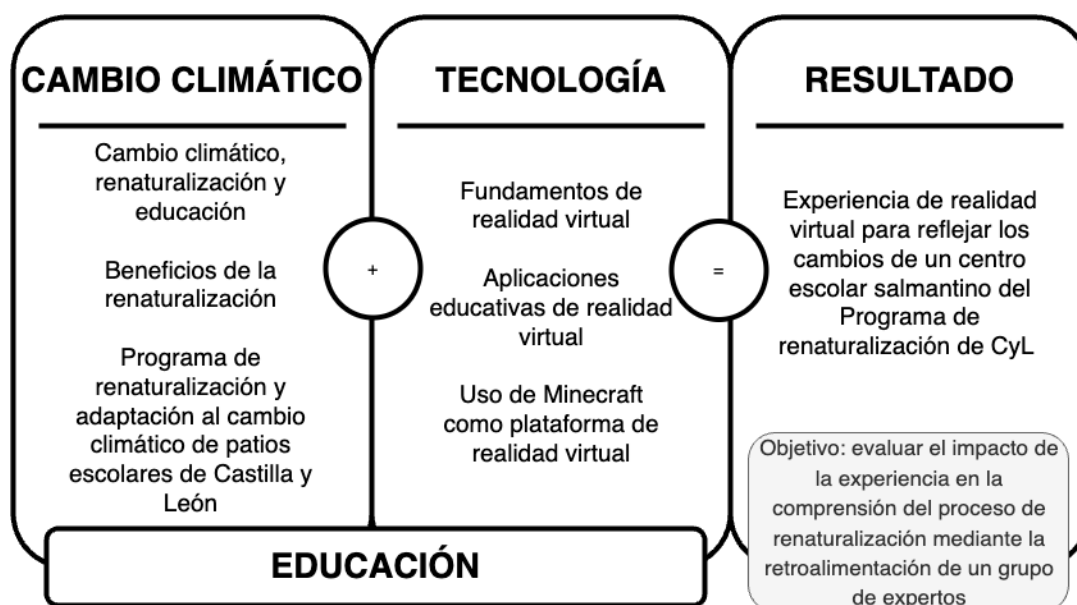 CAMBIO CLIMÁTICO
Cambio climático,
renaturalización y
educación
Beneficios de la
renaturalización
Programa de
renaturalización y
adaptación al cambio
climático de patios
escolares de Castilla y
León
+
TECNOLOGÍA
Fundamentos de
realidad virtual
Aplicaciones
educativas de realidad
virtual
Uso de Minecraft
como plataforma de
realidad virtual
=
RESULTADO
Experiencia de realidad
virtual para reflejar los
cambios de un centro
escolar salmantino del
Programa de
renaturalización de CyL
Objetivo: evaluar el impacto de
la experiencia en la
comprensión del proceso de
renaturalización mediante la
retroalimentación de un grupo
de expertos
EDUCACIÓN